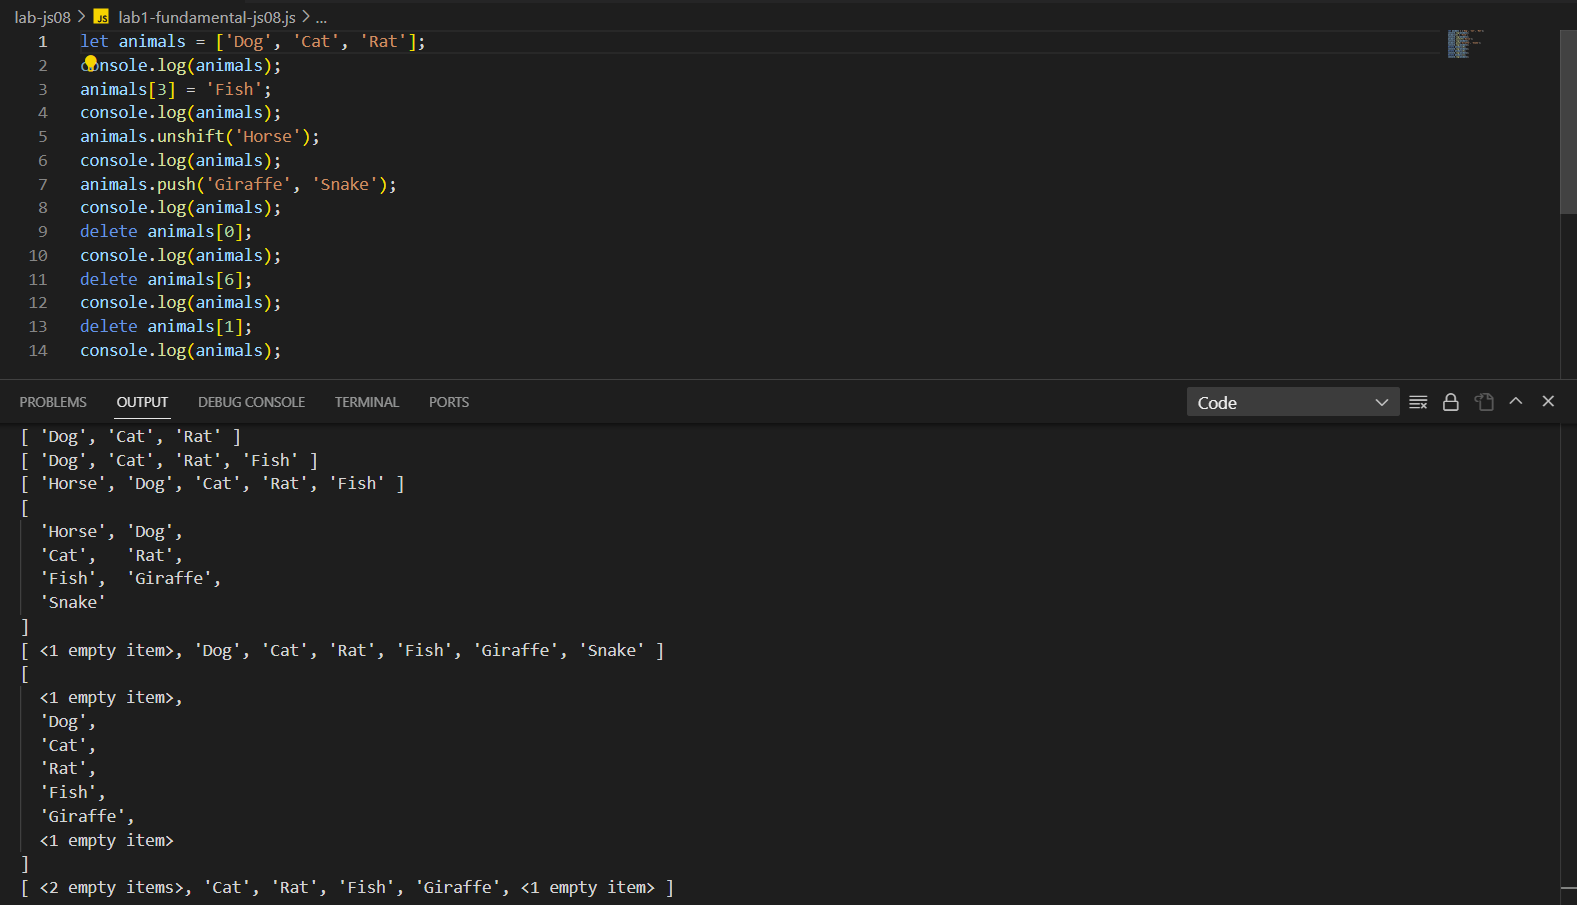 lab-js08 > JS lab1-fundamental-js08.js > ...
1 let animals = ['Dog', 'Cat', 'Rat'];
2 console.log(animals);
3 animals[3] = 'Fish';
4 console.log(animals);
5 animals.unshift('Horse');
6 console.log(animals);
7 animals.push('Giraffe', 'Snake');
8 console.log(animals);
9 delete animals[0];
10 console.log(animals);
11 delete animals[6];
12 console.log(animals);
13 delete animals[1];
14 console.log(animals);
PROBLEMS OUTPUT DEBUG CONSOLE TERMINAL PORTS Code
[ 'Dog', 'Cat', 'Rat' ]
[ 'Dog', 'Cat', 'Rat', 'Fish' ]
[ 'Horse', 'Dog', 'Cat', 'Rat', 'Fish' ]
[
  'Horse', 'Dog',
  'Cat',   'Rat',
  'Fish',  'Giraffe',
  'Snake'
]
[ <1 empty item>, 'Dog', 'Cat', 'Rat', 'Fish', 'Giraffe', 'Snake' ]
[
  <1 empty item>,
  'Dog',
  'Cat',
  'Rat',
  'Fish',
  'Giraffe',
  <1 empty item>
]
[ <2 empty items>, 'Cat', 'Rat', 'Fish', 'Giraffe', <1 empty item> ]